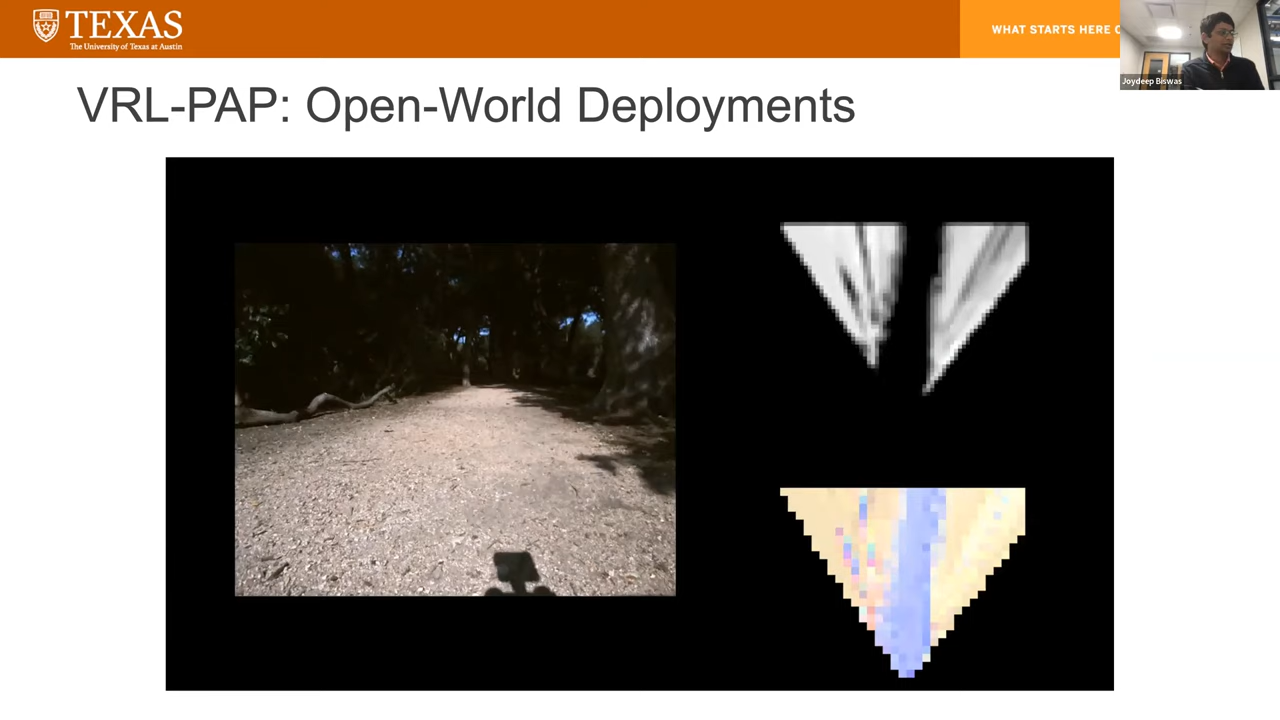 TEXAS
The University of Texas at Austin
WHAT STARTS HERE
Joydeep Biswas
VRL-PAP: Open-World Deployments